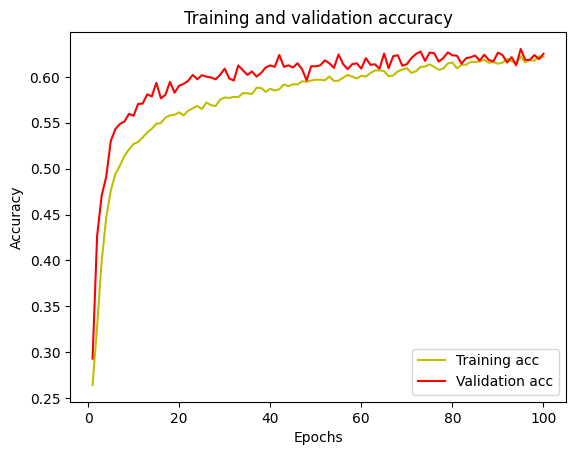 Training and validation accuracy
0.60
0.55
0.50
0.45
0.40
0.35
0.30
0.25
Accuracy
0
20
40
60
80
100
Epochs
Training acc
Validation acc